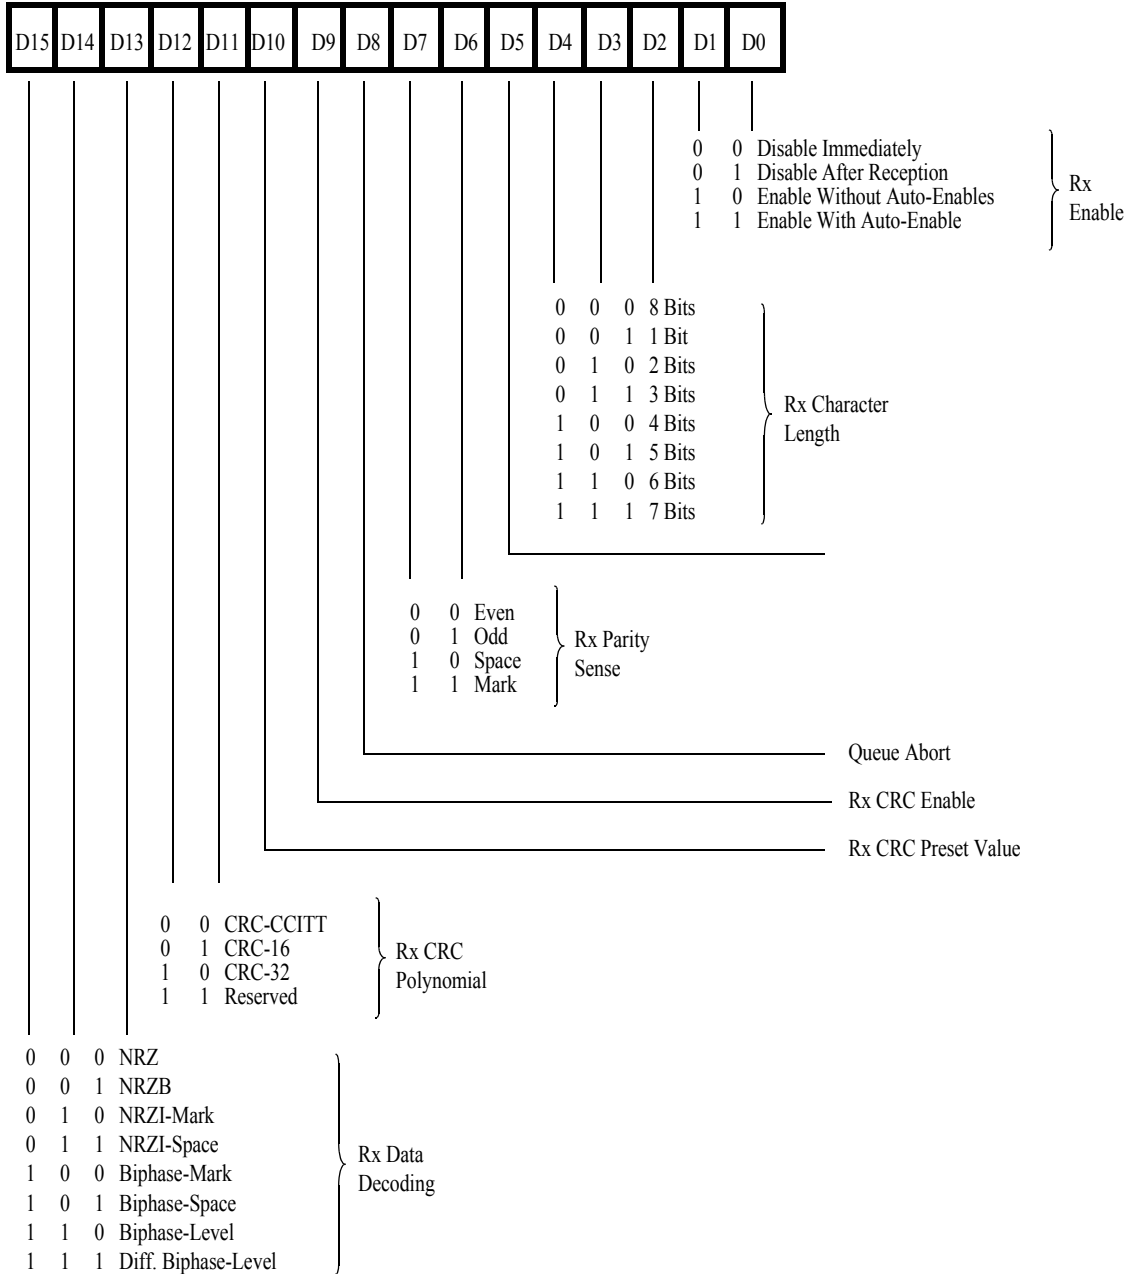 D15 D14 D13 D12 D11 D10 D9 D8 D7 D6 D5 D4 D3 D2 D1 D0
0 0 Disable Immediately
0 1 Disable After Reception
1 0 Enable Without Auto-Enables
1 1 Enable With Auto-Enable
Rx
Enable
0 0 0 8 Bits
0 0 1 1 Bit
0 1 0 2 Bits
0 1 1 3 Bits
1 0 0 4 Bits
1 0 1 5 Bits
1 1 0 6 Bits
1 1 1 7 Bits
Rx Character
Length
0 0 Even
0 1 Odd
1 0 Space
1 1 Mark
Rx Parity
Sense
Queue Abort
Rx CRC Enable
Rx CRC Preset Value
0 0 CRC-CCITT
0 1 CRC-16
1 0 CRC-32
1 1 Reserved
Rx CRC
Polynomial
0 0 0 NRZ
0 0 1 NRZB
0 1 0 NRZI-Mark
0 1 1 NRZI-Space
1 0 0 Biphase-Mark
1 0 1 Biphase-Space
1 1 0 Biphase-Level
1 1 1 Diff. Biphase-Level
Rx Data
Decoding